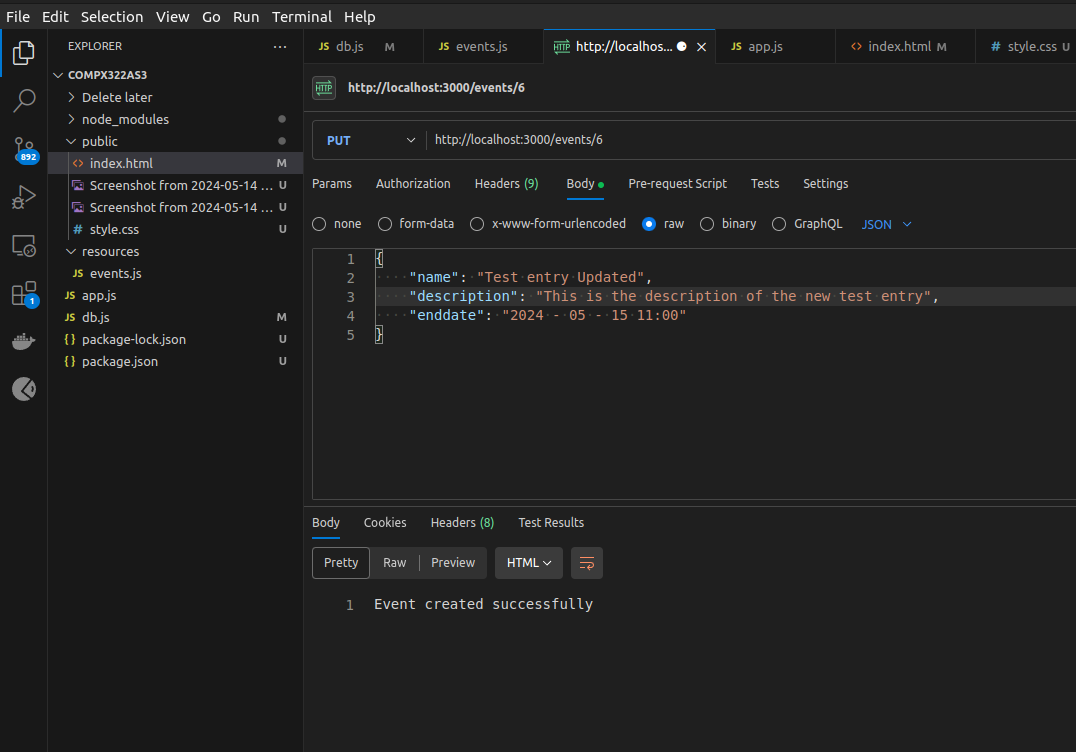 File Edit Selection View Go Run Terminal Help
EXPLORER ...
COMPX322AS3
Delete later
node_modules
public
index.html M
Screenshot from 2024-05-14 ... U
Screenshot from 2024-05-14 ... U
style.css U
resources
JS events.js
JS app.js
JS db.js M
{} package-lock.json U
{} package.json U
892
1
JS db.js M JS events.js HTTP http://localhos... JS app.js <> index.html M # style.css U
HTTP http://localhost:3000/events/6
PUT http://localhost:3000/events/6
Params Authorization Headers (9) Body Pre-request Script Tests Settings
none form-data x-www-form-urlencoded raw binary GraphQL JSON
1 {
2 ····"name":·"Test·entry·Updated",
3 ····"description":·"This·is·the·description·of·the·new·test·entry",
4 ····"enddate":·"2024·-·05·-·15·11:00"
5 }
Body Cookies Headers (8) Test Results
Pretty Raw Preview HTML
1 Event created successfully